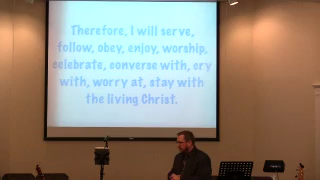 Therefore, I will serve,
follow, obey, enjoy, worship,
celebrate, converse with, cry
with, worry at, stay with
the living Christ.